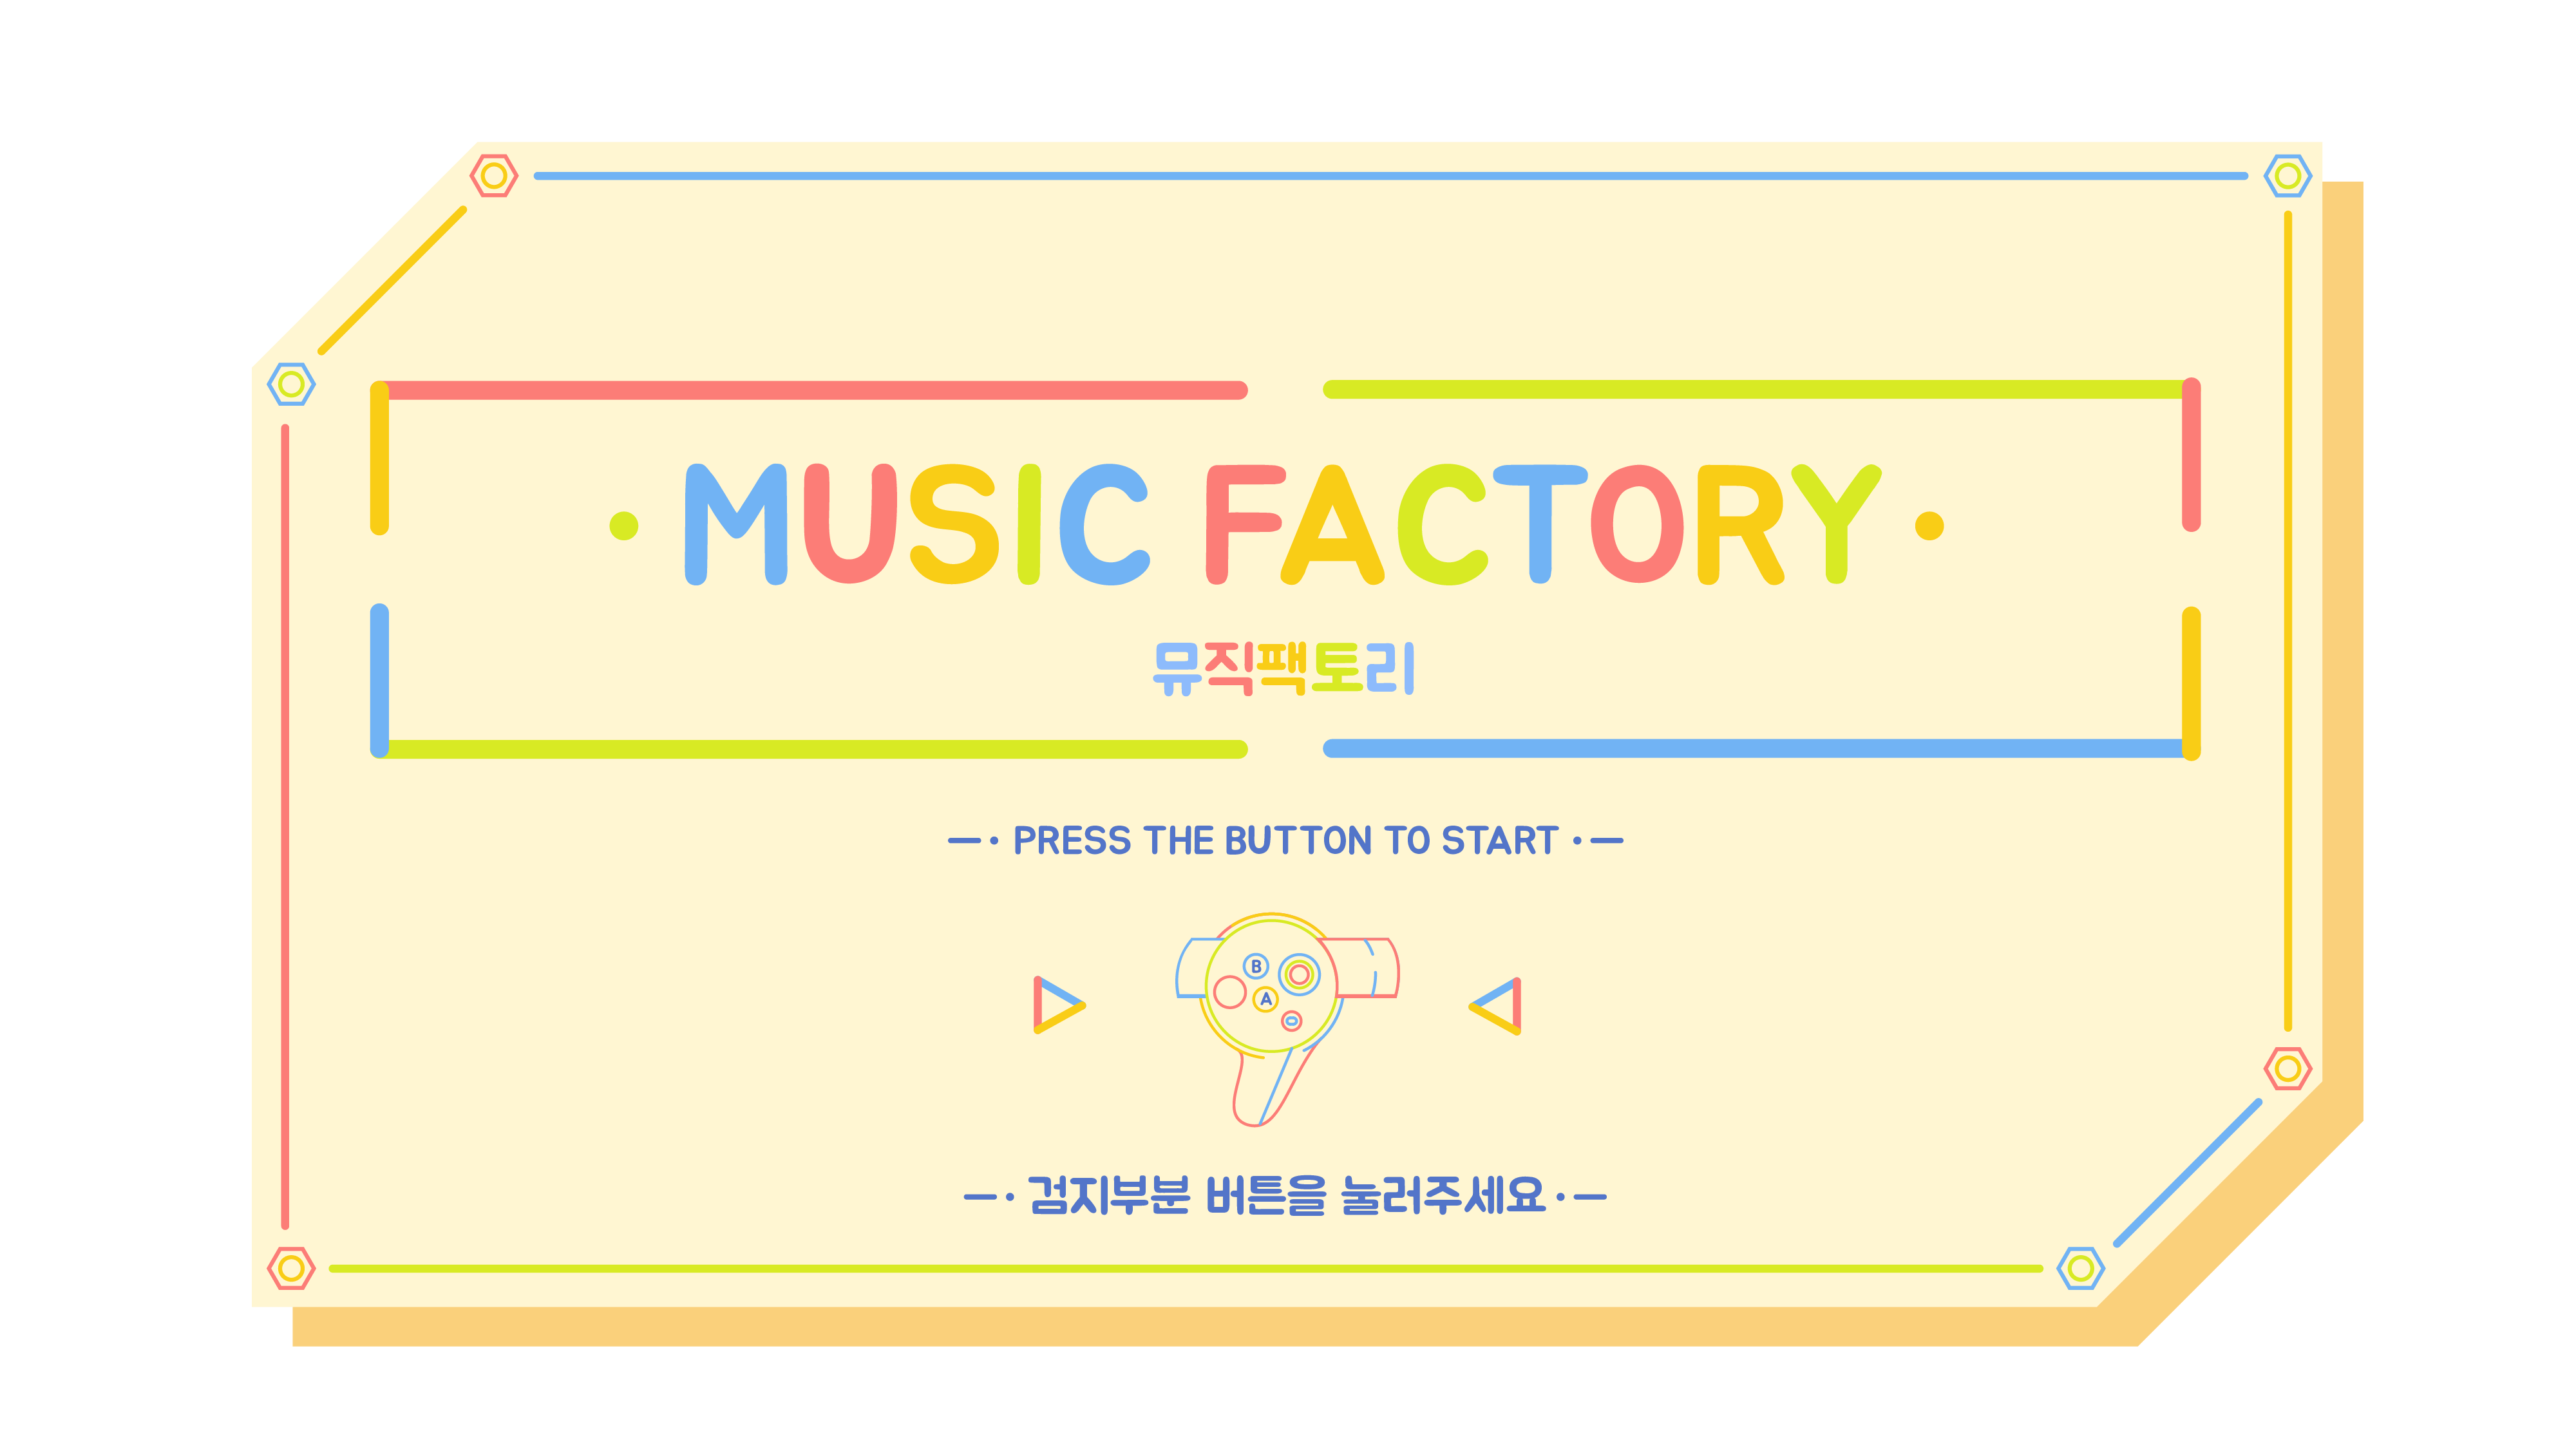 MUSIC FACTORY
뮤직팩토리
PRESS THE BUTTON TO START
B
A
검지부분 버튼을 눌러주세요